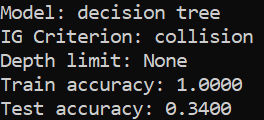 Model: decision tree
IG Criterion: collision
Depth limit: None
Train accuracy: 1.0000
Test accuracy: 0.3400